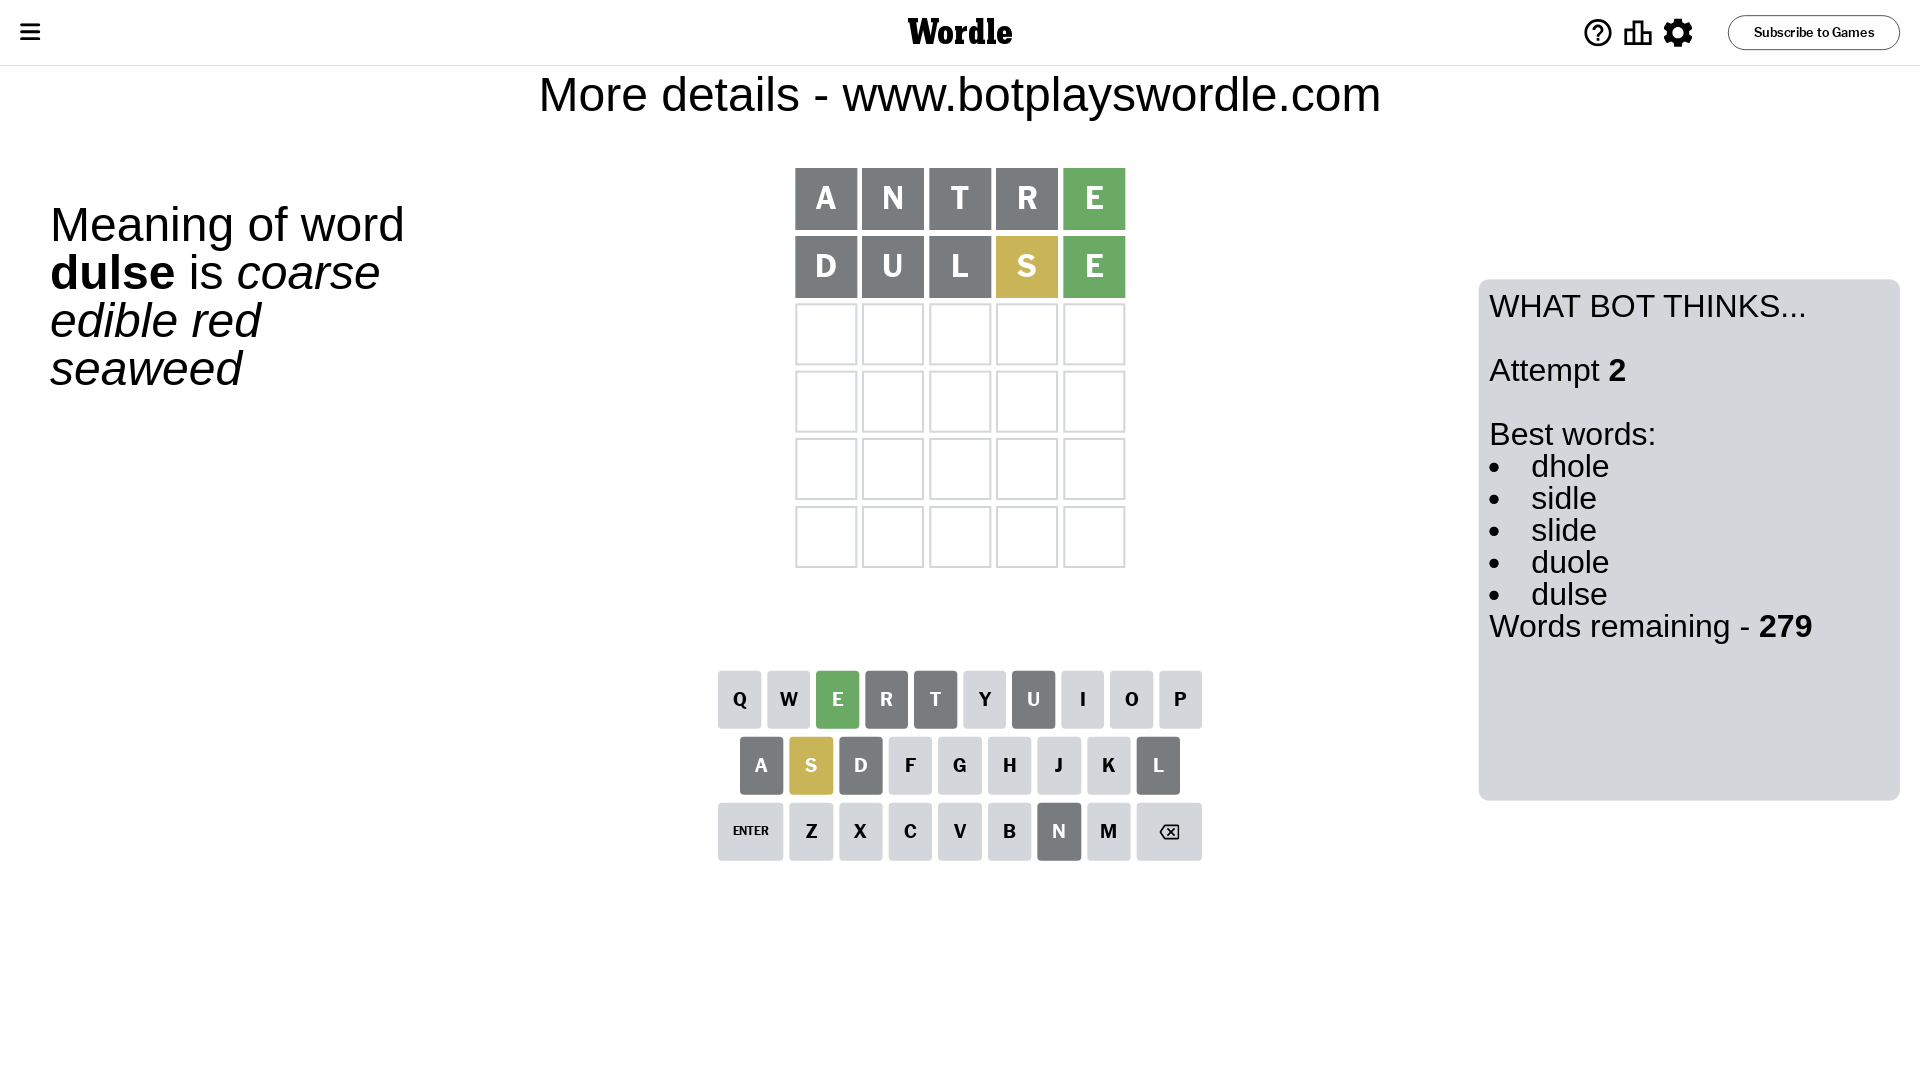 Wordle
Subscribe to Games
More details - www.botplayswordle.com
Meaning of word
dulse is coarse
edible red
seaweed
A N T R E
D U L S E
WHAT BOT THINKS...
Attempt 2
Best words:
• dhole
• sidle
• slide
• duole
• dulse
Words remaining - 279
Q W E R T Y U I O P
A S D F G H J K L
ENTER Z X C V B N M